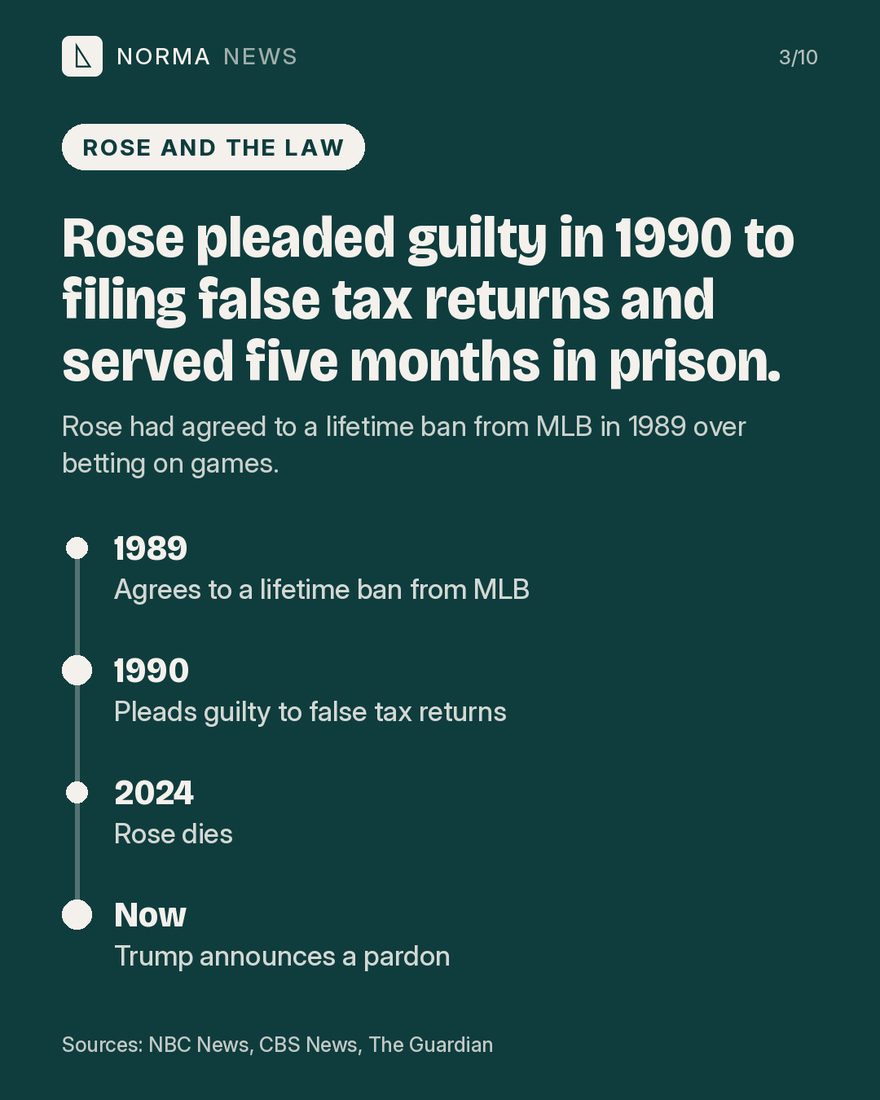 NORMA NEWS
3/10
ROSE AND THE LAW
Rose pleaded guilty in 1990 to
filing false tax returns and
served five months in prison.
Rose had agreed to a lifetime ban from MLB in 1989 over
betting on games.
1989
Agrees to a lifetime ban from MLB
1990
Pleads guilty to false tax returns
2024
Rose dies
Now
Trump announces a pardon
Sources: NBC News, CBS News, The Guardian